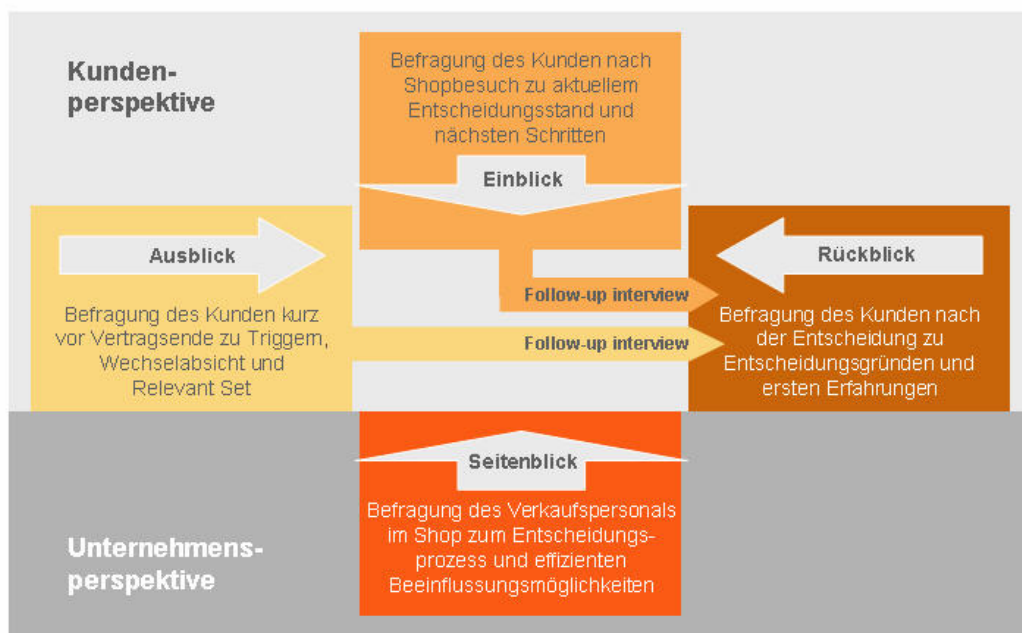 Kunden-
perspektive
Befragung des Kunden nach
Shopbesuch zu aktuellem
Entscheidungsstand und
nächsten Schritten
Einblick
Ausblick
Befragung des Kunden kurz
vor Vertragsende zu Triggern,
Wechselabsicht und
Relevant Set
Follow-up interview
Follow-up interview
Rückblick
Befragung des Kunden nach
der Entscheidung zu
Entscheidungsgründen und
ersten Erfahrungen
Seitenblick
Befragung des Verkaufspersonals
im Shop zum Entscheidungs-
prozess und effizienten
Beeinflussungsmöglichkeiten
Unternehmens-
perspektive